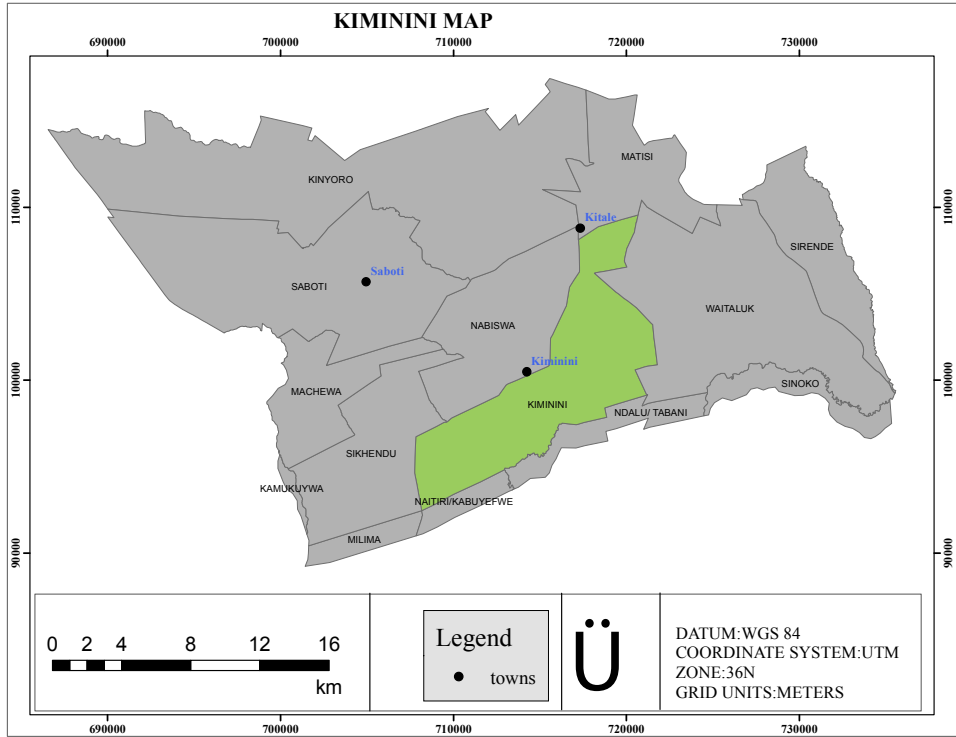 KIMININI MAP
690000
700000
710000
720000
730000
110000
110000
100000
100000
90000
90000
MATISI
KINYORO
Kitale
SIRENDE
Saboti
SABOTI
WAITALUK
NABISWA
Kiminini
MACHEWA
SINOKO
KIMININI
NDALU/ TABANI
SIKHENDU
KAMUKUYWA
NAITIRI/KABUYEFWE
MILIMA
0 2 4 8 12 16
km
Legend
towns
Ü
DATUM:WGS 84
COORDINATE SYSTEM:UTM
ZONE:36N
GRID UNITS:METERS
690000
700000
710000
720000
730000